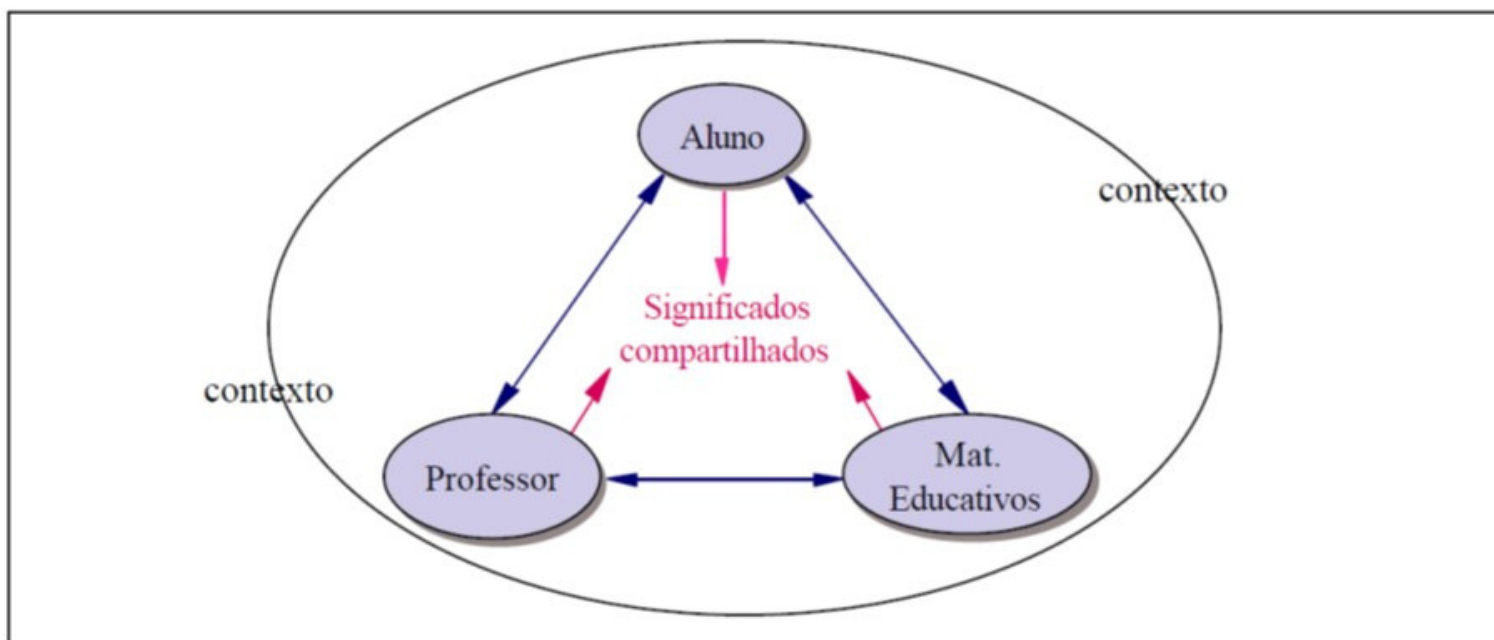 Aluno
contexto
Significados
compartilhados
contexto
Professor
Mat.
Educativos